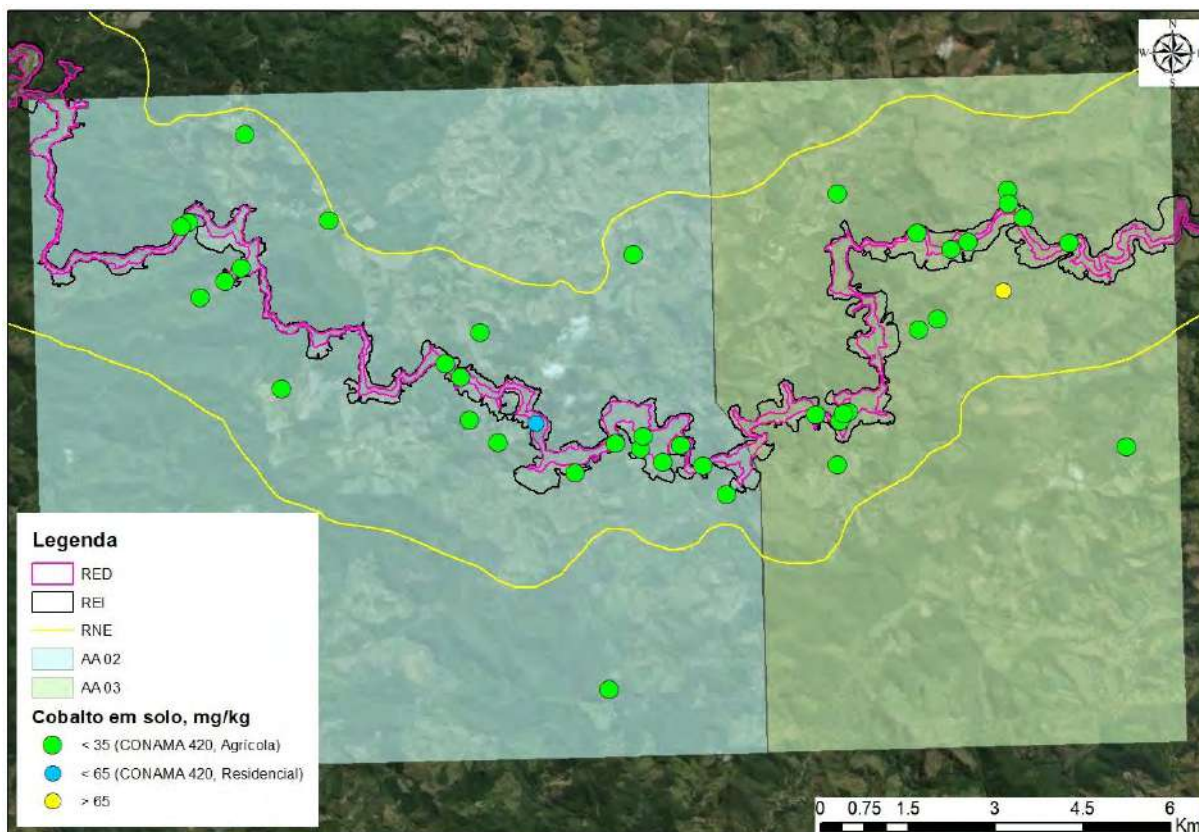 N
W
S
Legenda
RED
REI
RNE
AA 02
AA 03
Cobalto em solo, mg/kg
< 35 (CONAMA 420, Agrícola)
< 65 (CONAMA 420, Residencial)
> 65
0 0.75 1.5 3 4.5 6
Km